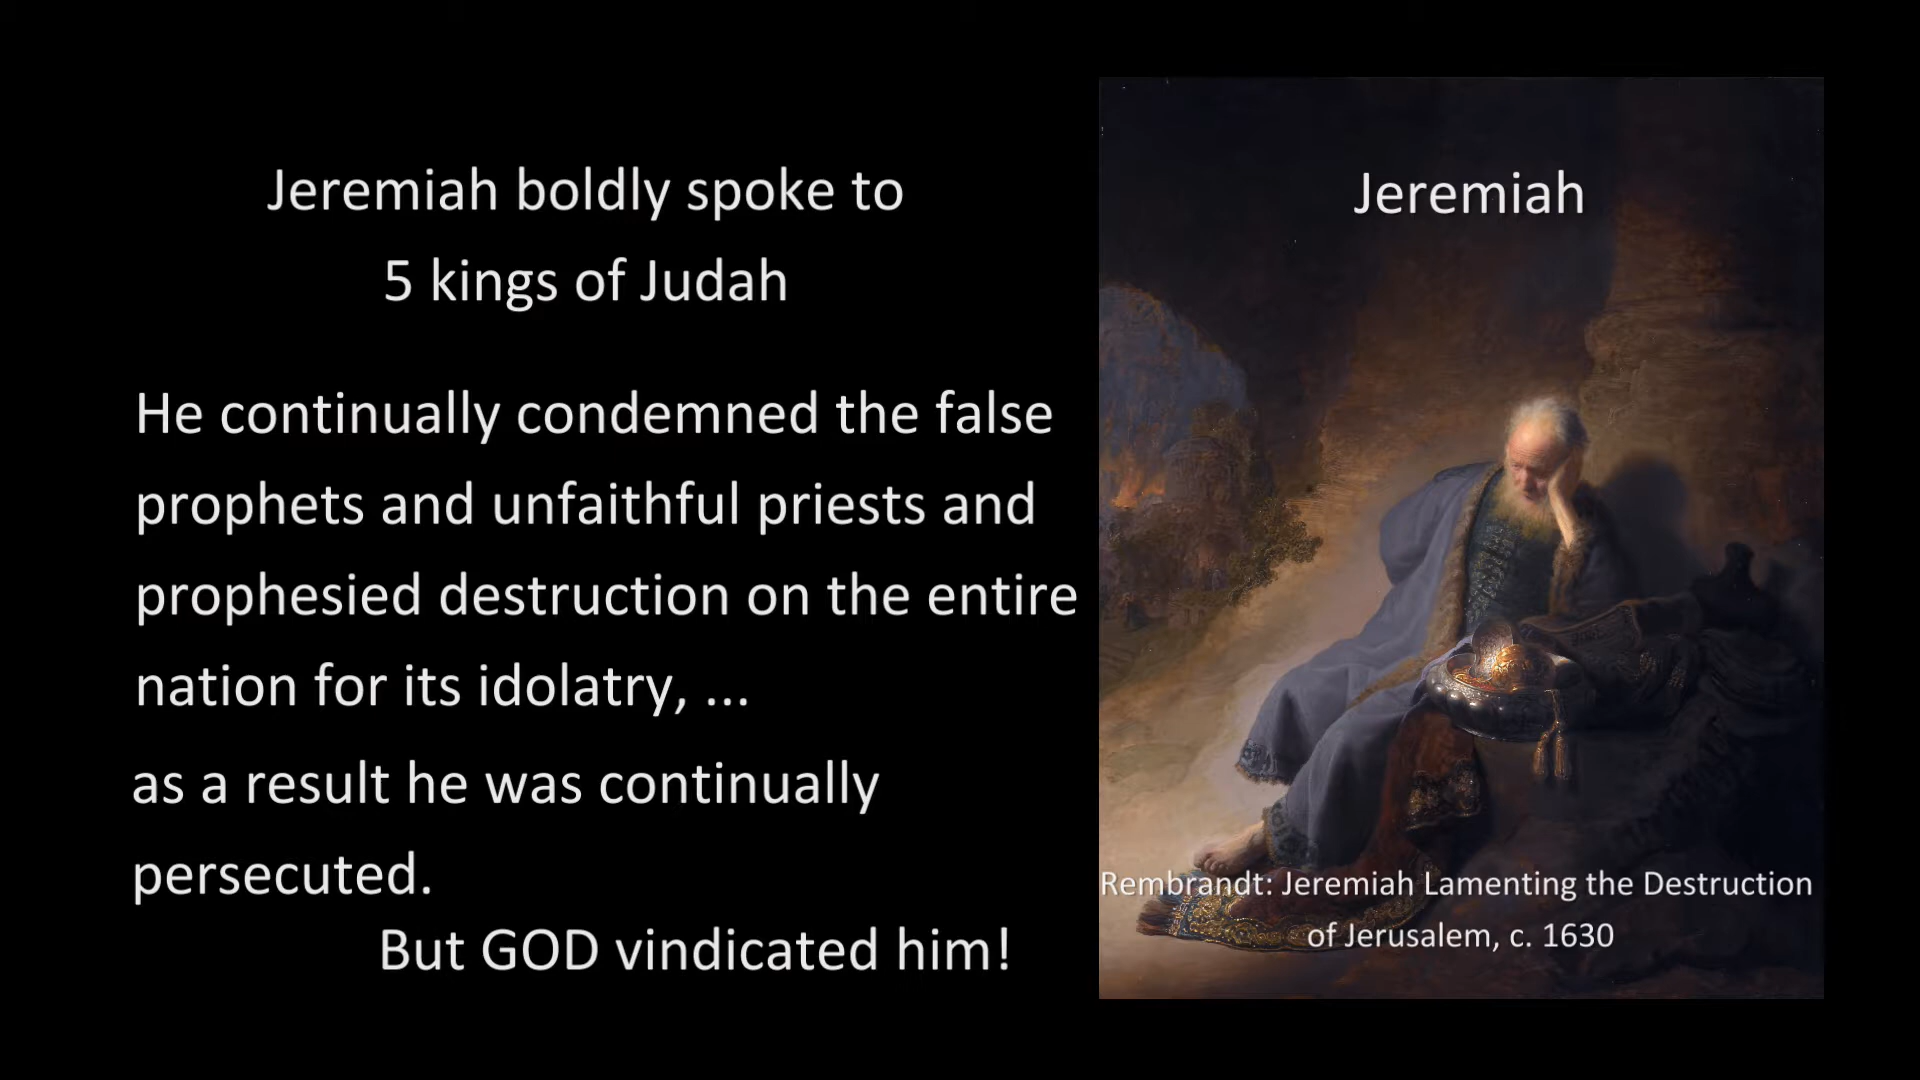 Jeremiah boldly spoke to
5 kings of Judah
He continually condemned the false
prophets and unfaithful priests and
prophesied destruction on the entire
nation for its idolatry, ...
as a result he was continually
persecuted.
But GOD vindicated him!
Jeremiah
Rembrandt: Jeremiah Lamenting the Destruction
of Jerusalem, c. 1630